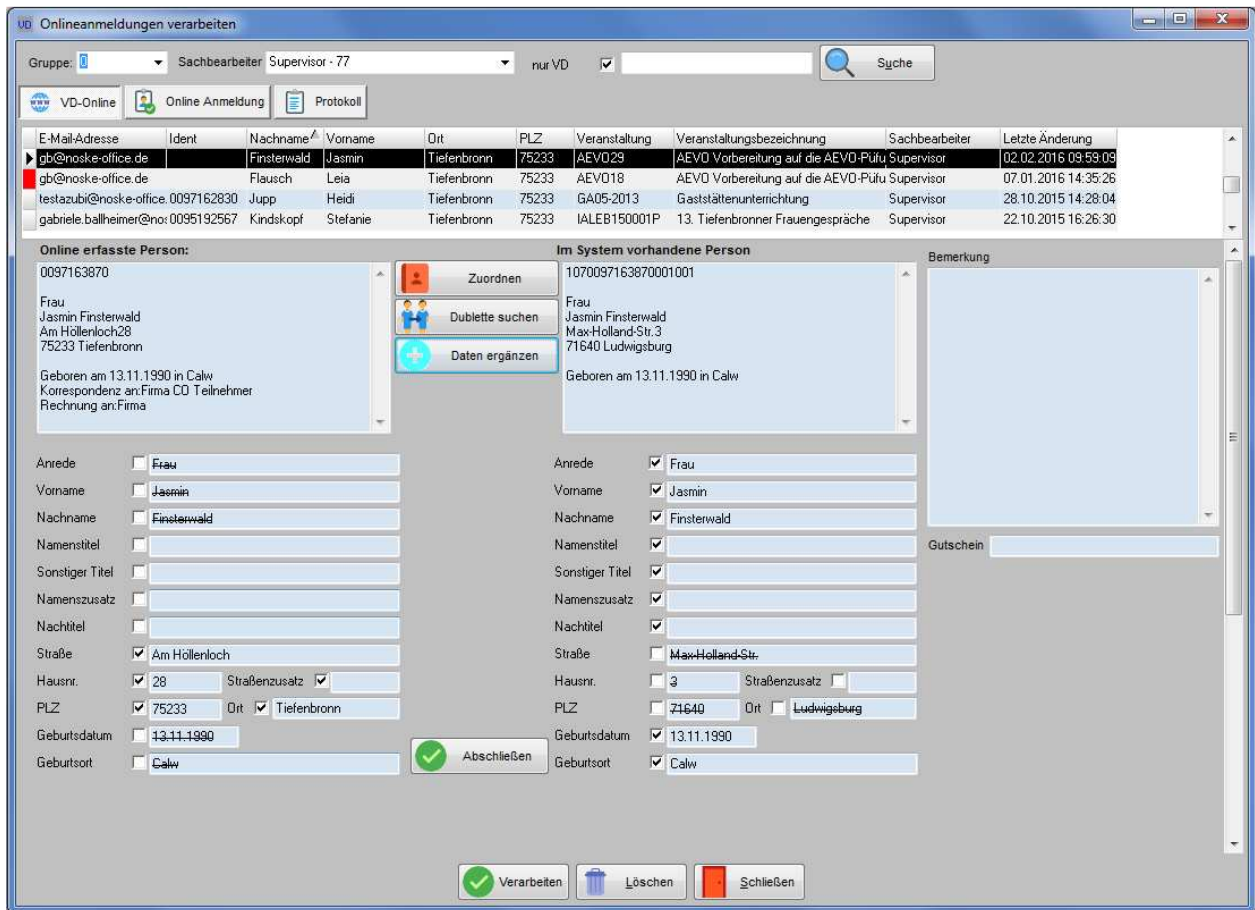 VD Onlineanmeldungen verarbeiten
Gruppe: 0 Sachbearbeiter Supervisor - 77 nur VD Suche
VD-Online Online Anmeldung Protokoll
E-Mail-Adresse Ident Nachname Vorname Ort PLZ Veranstaltung Veranstaltungsbezeichnung Sachbearbeiter Letzte Änderung
gb@noske-office.de Finsterwald Jasmin Tiefenbronn 75233 AEVO29 AEVO Vorbereitung auf die AEVO-Püfu Supervisor 02.02.2016 09:59:09
gb@noske-office.de Flausch Leia Tiefenbronn 75233 AEVO18 AEVO Vorbereitung auf die AEVO-Püfu Supervisor 07.01.2016 14:35:26
testazubi@noske-office. 0097162830 Jupp Heidi Tiefenbronn 75233 GA05-2013 Gaststättenunterrichtung Supervisor 28.10.2015 14:28:04
gabriele.ballheimer@no: 0095192567 Kindskopf Stefanie Tiefenbronn 75233 IALEB150001P 13. Tiefenbronner Frauengespräche Supervisor 22.10.2015 16:26:30
Online erfasste Person:
0097163870
Frau
Jasmin Finsterwald
Am Höllenloch28
75233 Tiefenbronn
Geboren am 13.11.1990 in Calw
Korrespondenz an:Firma CO Teilnehmer
Rechnung an:Firma
Zuordnen
Dublette suchen
Daten ergänzen
Im System vorhandene Person
1070097163870001001
Frau
Jasmin Finsterwald
Max-Holland-Str.3
71640 Ludwigsburg
Geboren am 13.11.1990 in Calw
Bemerkung
Gutschein
Anrede Frau
Vorname Jasmin
Nachname Finsterwald
Namenstitel
Sonstiger Titel
Namenszusatz
Nachtitel
Straße Am Höllenloch
Hausnr. 28 Straßenzusatz
PLZ 75233 Ort Tiefenbronn
Geburtsdatum 13.11.1990
Geburtsort Calw
Abschließen
Anrede Frau
Vorname Jasmin
Nachname Finsterwald
Namenstitel
Sonstiger Titel
Namenszusatz
Nachtitel
Straße Max-Holland-Str.
Hausnr. 3 Straßenzusatz
PLZ 71640 Ort Ludwigsburg
Geburtsdatum 13.11.1990
Geburtsort Calw
Verarbeiten Löschen Schließen